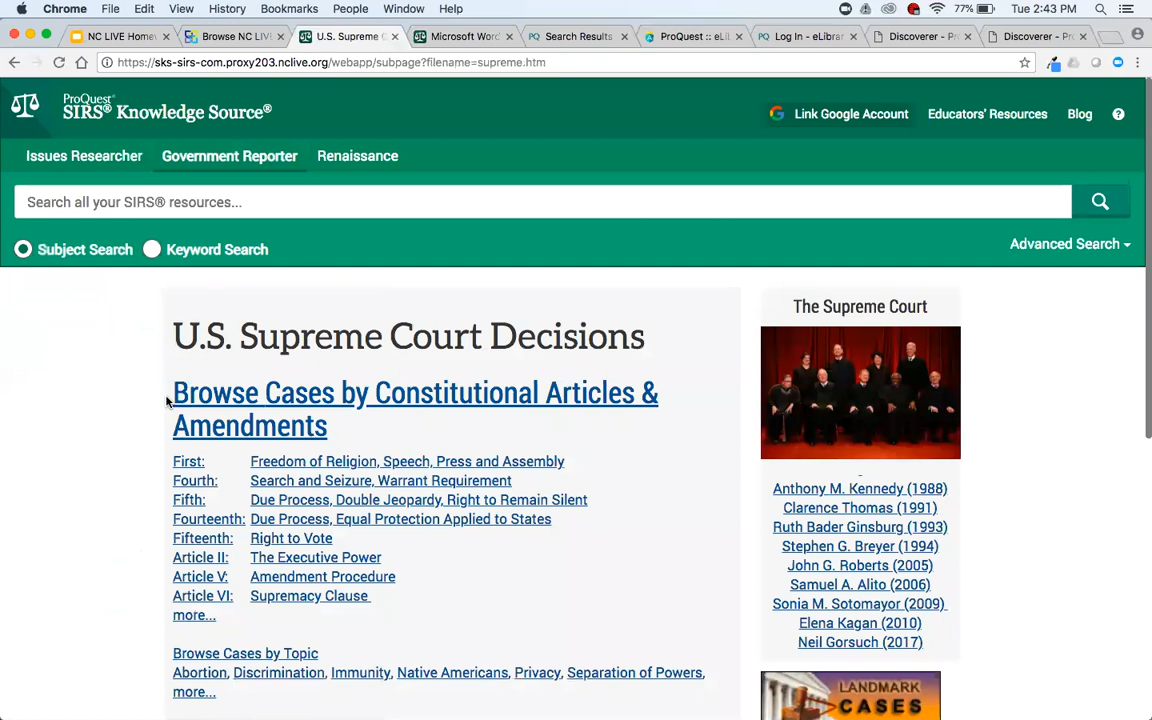 Chrome File Edit View History Bookmarks People Window Help 77% Tue 2:43 PM
NC LIVE Homew Browse NC LIV U.S. Supreme C Microsoft Word PQ Search Results ProQuest :: eLib PQ Log In - eLibrar Discoverer - Prc Discoverer - Prc
https://sks-sirs-com.proxy203.nclive.org/webapp/subpage?filename=supreme.htm
ProQuest
SIRS® Knowledge Source®
Link Google Account Educators' Resources Blog ?
Issues Researcher Government Reporter Renaissance
Search all your SIRS® resources...
Subject Search Keyword Search Advanced Search
U.S. Supreme Court Decisions
Browse Cases by Constitutional Articles &
Amendments
First: Freedom of Religion, Speech, Press and Assembly
Fourth: Search and Seizure, Warrant Requirement
Fifth: Due Process, Double Jeopardy, Right to Remain Silent
Fourteenth: Due Process, Equal Protection Applied to States
Fifteenth: Right to Vote
Article II: The Executive Power
Article V: Amendment Procedure
Article VI: Supremacy Clause
more...
Browse Cases by Topic
Abortion, Discrimination, Immunity, Native Americans, Privacy, Separation of Powers,
more...
The Supreme Court
Anthony M. Kennedy (1988)
Clarence Thomas (1991)
Ruth Bader Ginsburg (1993)
Stephen G. Breyer (1994)
John G. Roberts (2005)
Samuel A. Alito (2006)
Sonia M. Sotomayor (2009)
Elena Kagan (2010)
Neil Gorsuch (2017)
LANDMARK
CASES